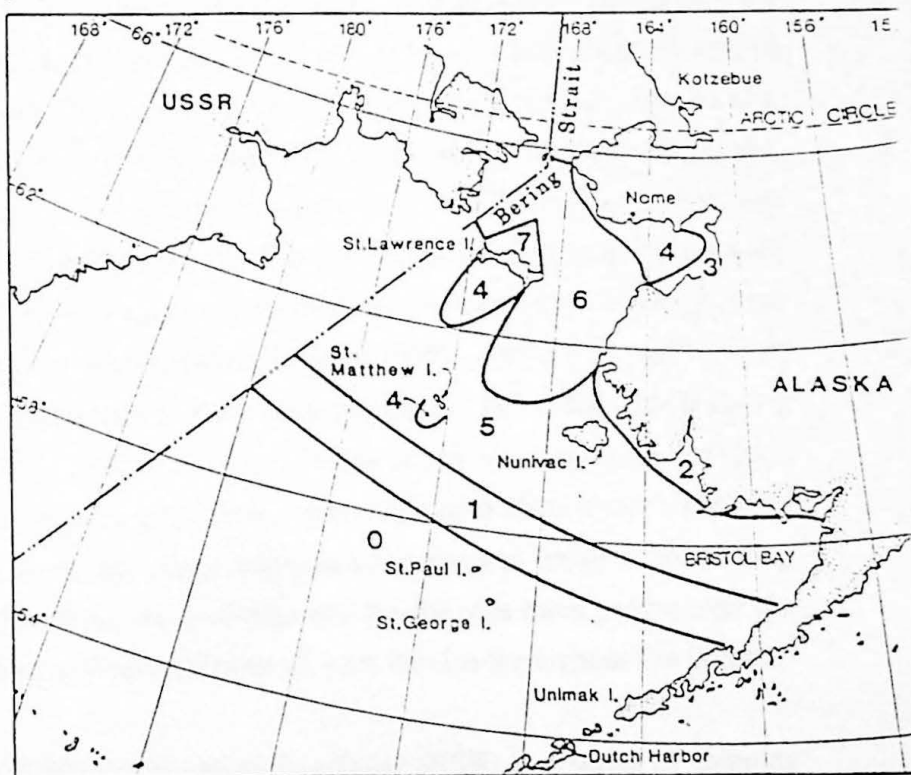 168° 172° 176° 180° 176° 172° 168° 164° 160° 156° 15
66°
Kotzebue
USSR
Strait
ARCTIC CIRCLE
62°
Nome
Bering
St. Lawrence I.
7
4
3
4
6
St.
Matthew I.
ALASKA
58°
4
5
Nunivac I.
2
1
0
BRISTOL BAY
St. Paul I.
54°
St. George I.
Unimak I.
Dutch Harbor